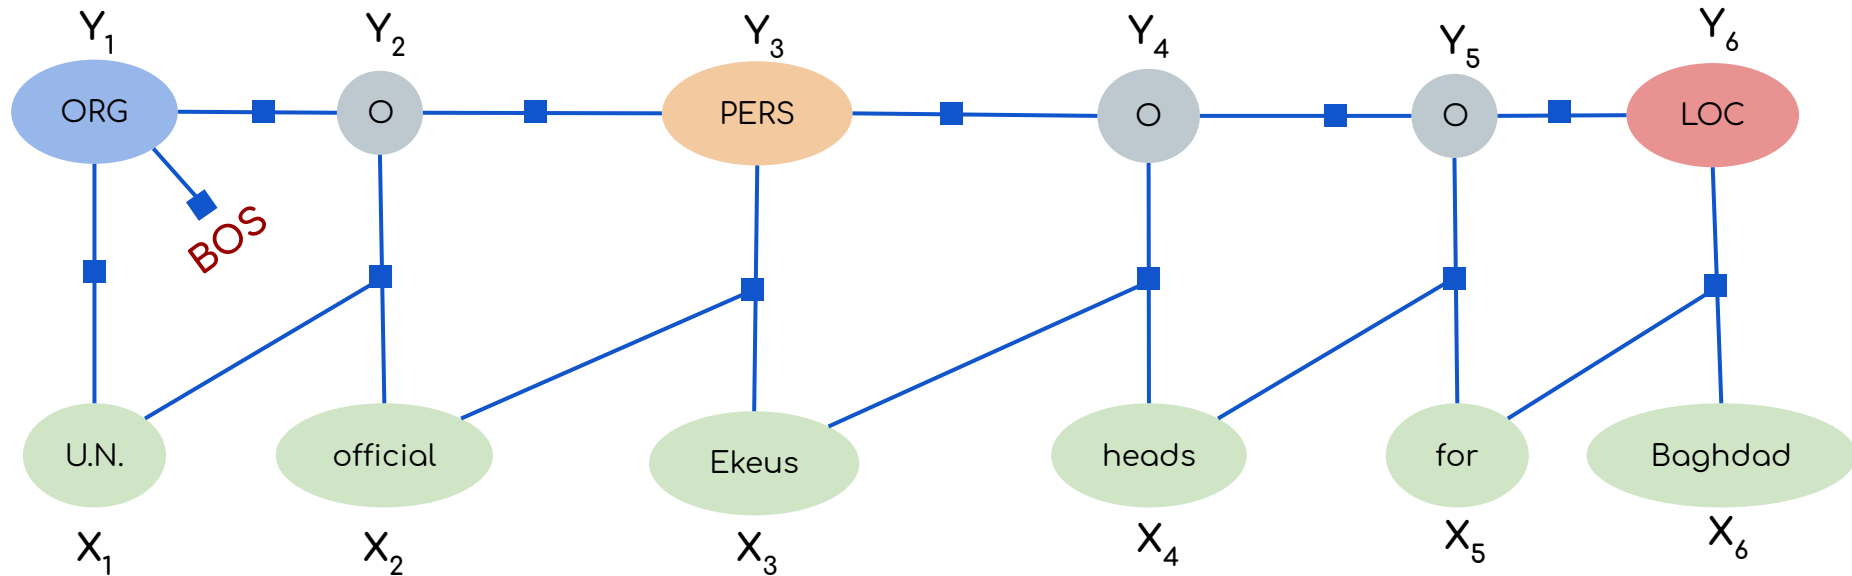 Y1 Y2 Y3 Y4 Y5 Y6
ORG O PERS O O LOC
BOS
U.N. official Ekeus heads for Baghdad
X1 X2 X3 X4 X5 X6